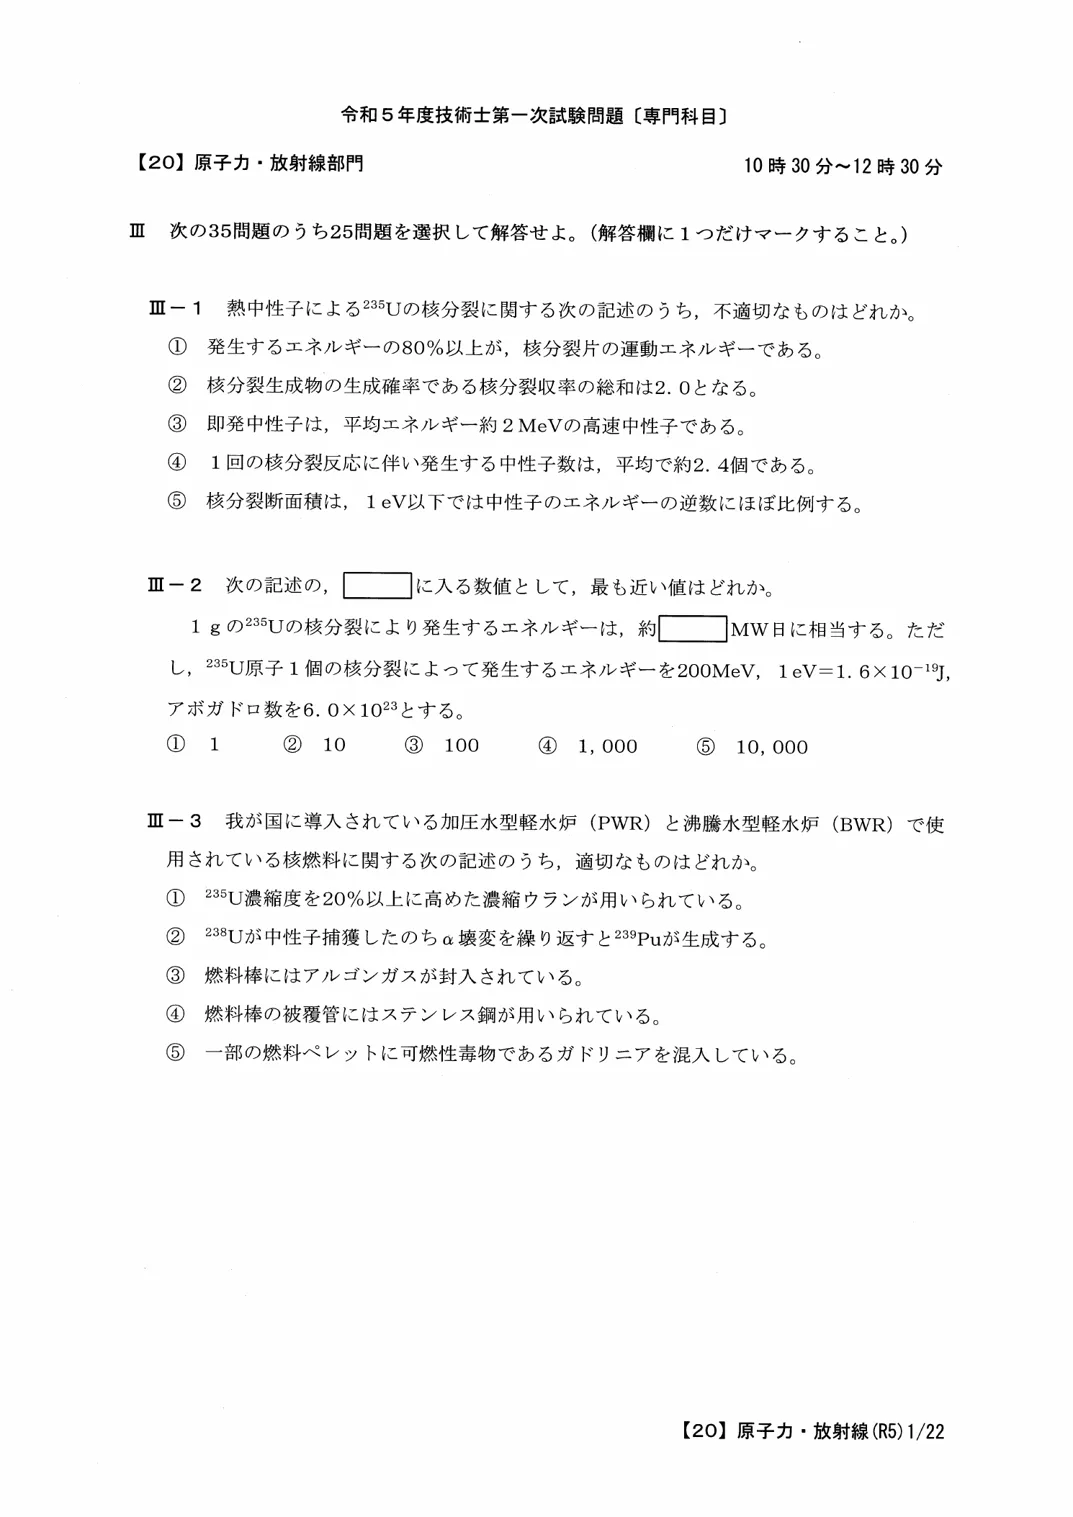 令和5年度技術士第一次試験問題〔専門科目〕
【20】原子力・放射線部門 10時30分～12時30分
Ⅲ 次の35問題のうち25問題を選択して解答せよ。(解答欄に1つだけマークすること。)
Ⅲ－1 熱中性子による²³⁵Uの核分裂に関する次の記述のうち，不適切なものはどれか。
① 発生するエネルギーの80%以上が，核分裂片の運動エネルギーである。
② 核分裂生成物の生成確率である核分裂収率の総和は2.0となる。
③ 即発中性子は，平均エネルギー約2MeVの高速中性子である。
④ 1回の核分裂反応に伴い発生する中性子数は，平均で約2.4個である。
⑤ 核分裂断面積は，1eV以下では中性子のエネルギーの逆数にほぼ比例する。
Ⅲ－2 次の記述の，□に入る数値として，最も近い値はどれか。
1gの²³⁵Uの核分裂により発生するエネルギーは，約□MW日に相当する。ただ
し，²³⁵U原子1個の核分裂によって発生するエネルギーを200MeV，1eV＝1.6×10⁻¹⁹J，
アボガドロ数を6.0×10²³とする。
① 1 ② 10 ③ 100 ④ 1,000 ⑤ 10,000
Ⅲ－3 我が国に導入されている加圧水型軽水炉（PWR）と沸騰水型軽水炉（BWR）で使
用されている核燃料に関する次の記述のうち，適切なものはどれか。
① ²³⁵U濃縮度を20%以上に高めた濃縮ウランが用いられている。
② ²³⁸Uが中性子捕獲したのちα壊変を繰り返すと²³⁹Puが生成する。
③ 燃料棒にはアルゴンガスが封入されている。
④ 燃料棒の被覆管にはステンレス鋼が用いられている。
⑤ 一部の燃料ペレットに可燃性毒物であるガドリニアを混入している。
【20】原子力・放射線(R5)1/22